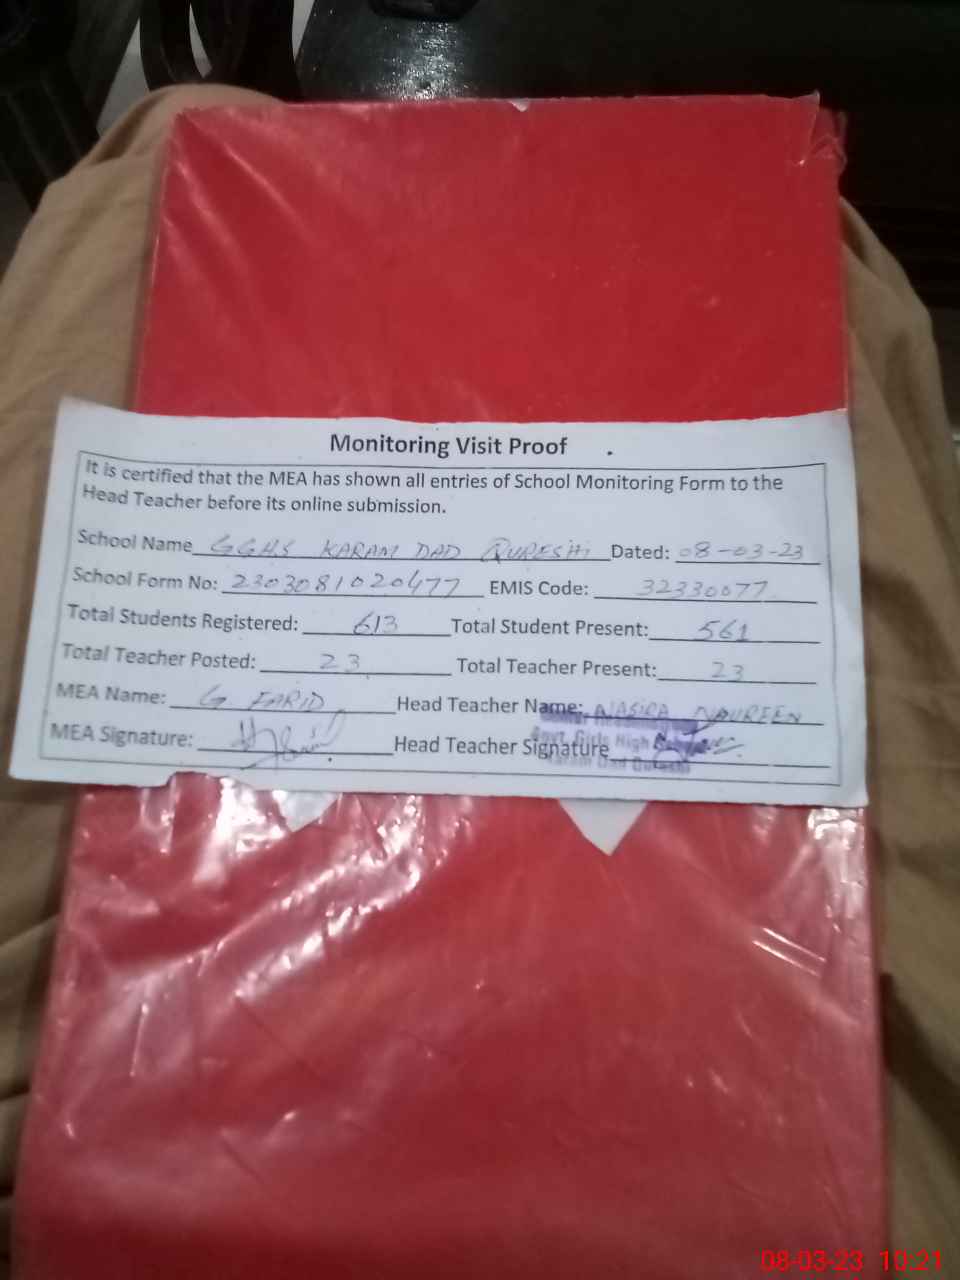 Monitoring Visit Proof
It is certified that the MEA has shown all entries of School Monitoring Form to the
Head Teacher before its online submission.
School Name GGHS KARAM DAD QURESHI Dated: 08-03-23
School Form No: 2303081020477 EMIS Code: 32330077
Total Students Registered: 613 Total Student Present: 561
Total Teacher Posted: 23 Total Teacher Present: 23
MEA Name: G. FARID Head Teacher Name: NASIRA NAUREEN
MEA Signature: Head Teacher Signature
Govt. Girls High
Karam Dad Qureshi
08-03-23 10:21